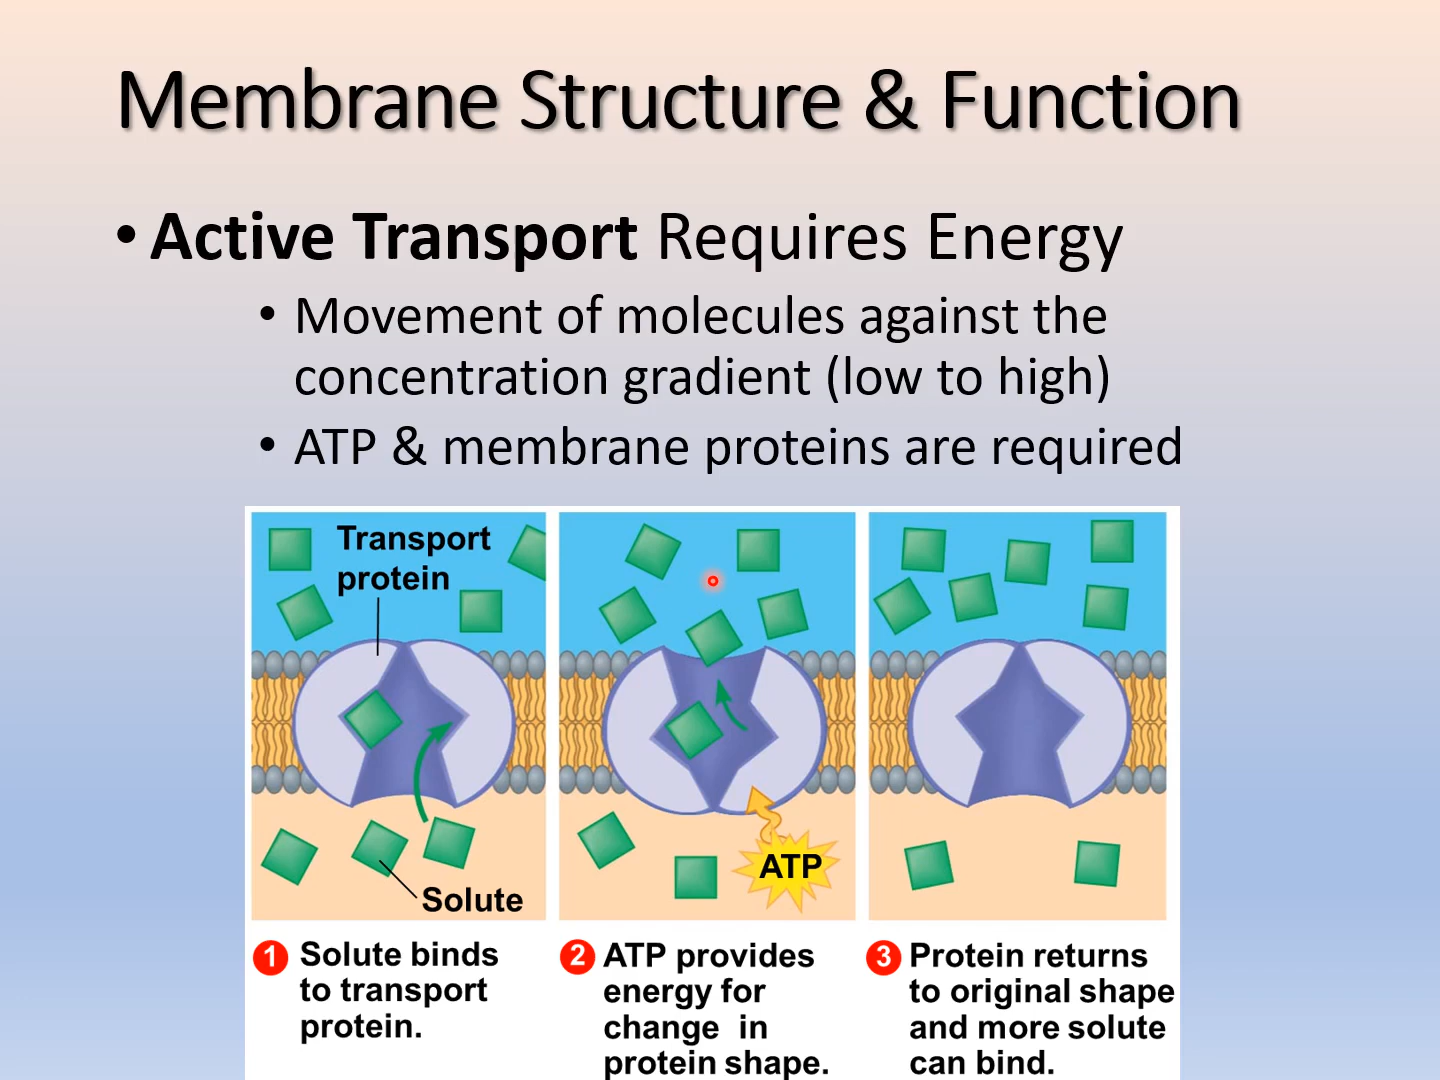 Membrane Structure & Function
• Active Transport Requires Energy
• Movement of molecules against the
concentration gradient (low to high)
• ATP & membrane proteins are required
Transport
protein
Solute
ATP
1 Solute binds
to transport
protein.
2 ATP provides
energy for
change in
protein shape.
3 Protein returns
to original shape
and more solute
can bind.